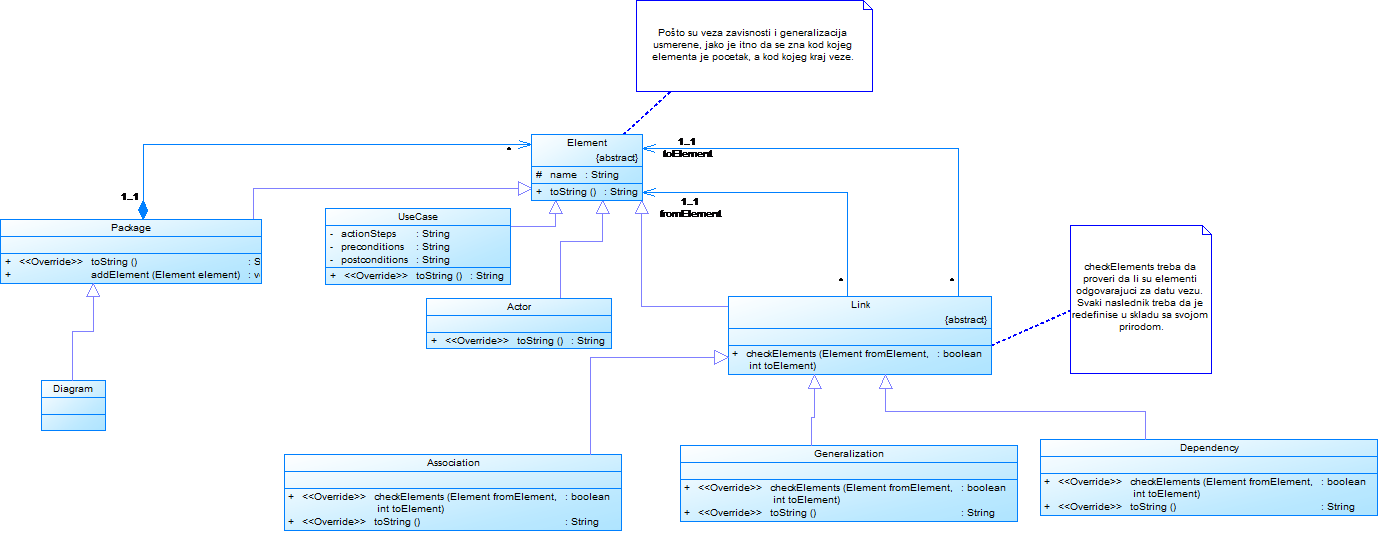 Pošto su veza zavisnosti i generalizacija
usmerene, jako je itno da se zna kod kojeg
elementa je pocetak, a kod kojeg kraj veze.
Element
{abstract}
# name : String
+ toString () : String
1..1
toElement
1..1
fromElement
*
1..1
Package
+ <<Override>> toString () : S
+ addElement (Element element) : v
UseCase
- actionSteps : String
- preconditions : String
- postconditions : String
+ <<Override>> toString () : String
Actor
+ <<Override>> toString () : String
*
*
Link
{abstract}
+ checkElements (Element fromElement, : boolean
int toElement)
checkElements treba da
proveri da li su elementi
odgovarajuci za datu vezu.
Svaki naslednik treba da je
redefinise u skladu sa svojom
prirodom.
Diagram
Association
+ <<Override>> checkElements (Element fromElement, : boolean
int toElement)
+ <<Override>> toString () : String
Generalization
+ <<Override>> checkElements (Element fromElement, : boolean
int toElement)
+ <<Override>> toString () : String
Dependency
+ <<Override>> checkElements (Element fromElement, : boolean
int toElement)
+ <<Override>> toString () : String